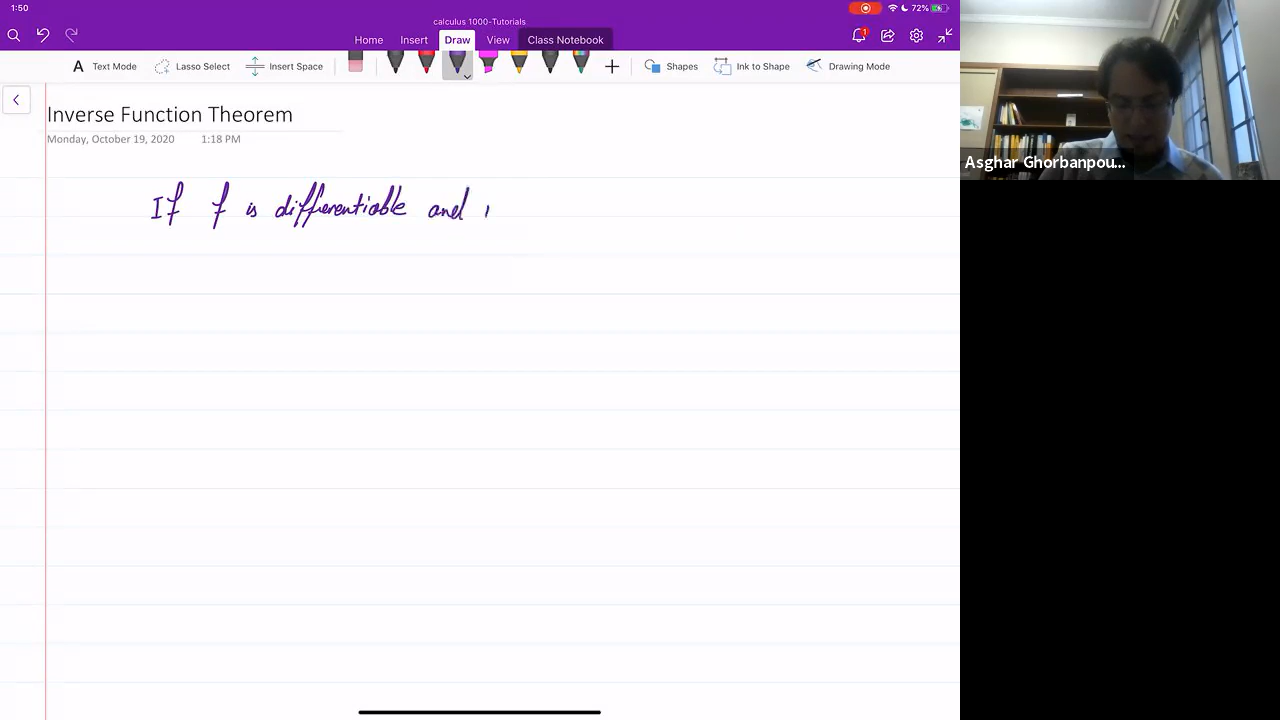 1:50
72%
calculus 1000-Tutorials
Home Insert Draw View Class Notebook
1
Text Mode Lasso Select Insert Space Shapes Ink to Shape Drawing Mode
Inverse Function Theorem
Monday, October 19, 2020 1:18 PM
If f is differentiable and
Asghar Ghorbanpou...